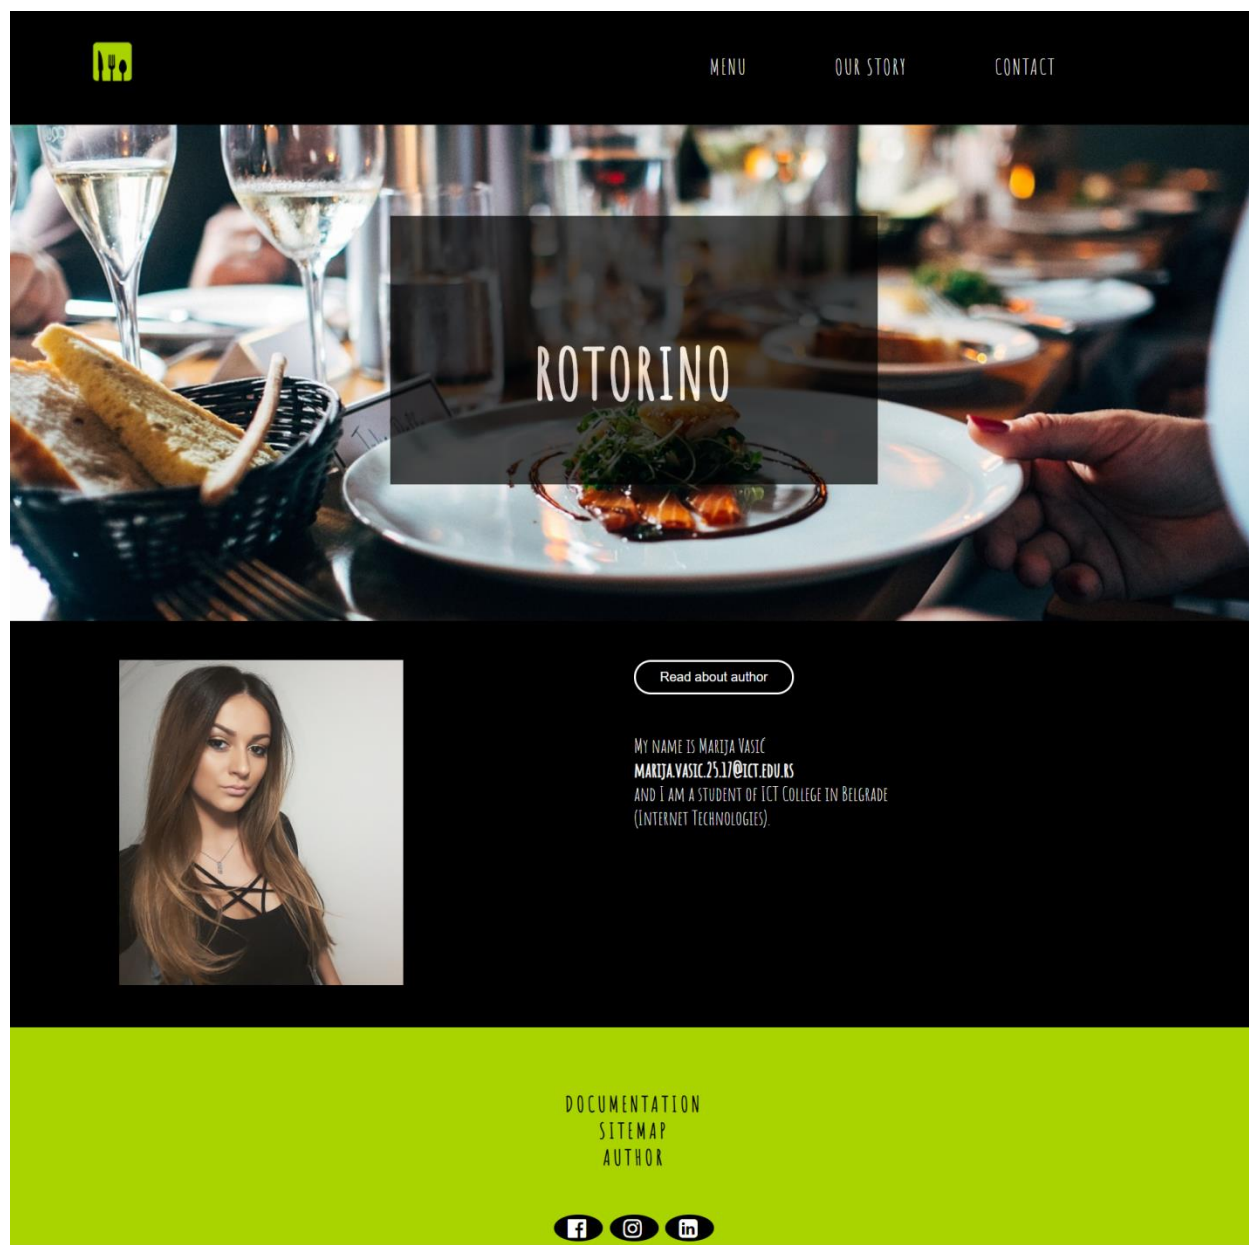 MENU
OUR STORY
CONTACT
ROTORINO
Read about author
My name is Marija Vasić
marija.vasic.25.17@ict.edu.rs
and I am a student of ICT College in Belgrade
(Internet Technologies).
DOCUMENTATION
SITEMAP
AUTHOR